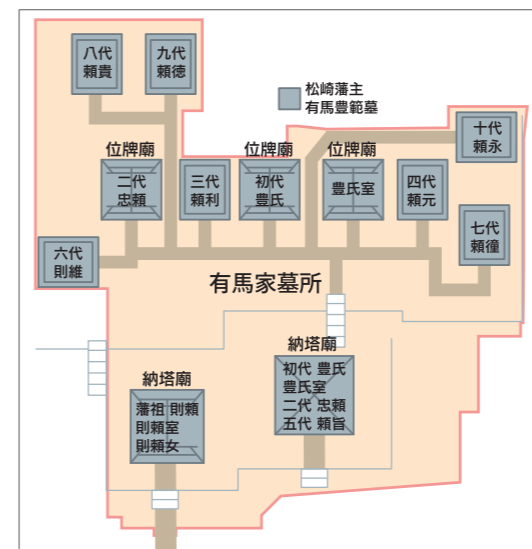 八代
頼貴
九代
頼徳
松崎藩主
有馬豊範墓
十代
頼永
位牌廟
二代
忠頼
三代
頼利
位牌廟
初代
豊氏
位牌廟
豊氏室
四代
頼元
七代
頼徸
六代
則維
有馬家墓所
納塔廟
藩祖 則頼
則頼室
則頼女
納塔廟
初代 豊氏
豊氏室
二代 忠頼
五代 頼旨